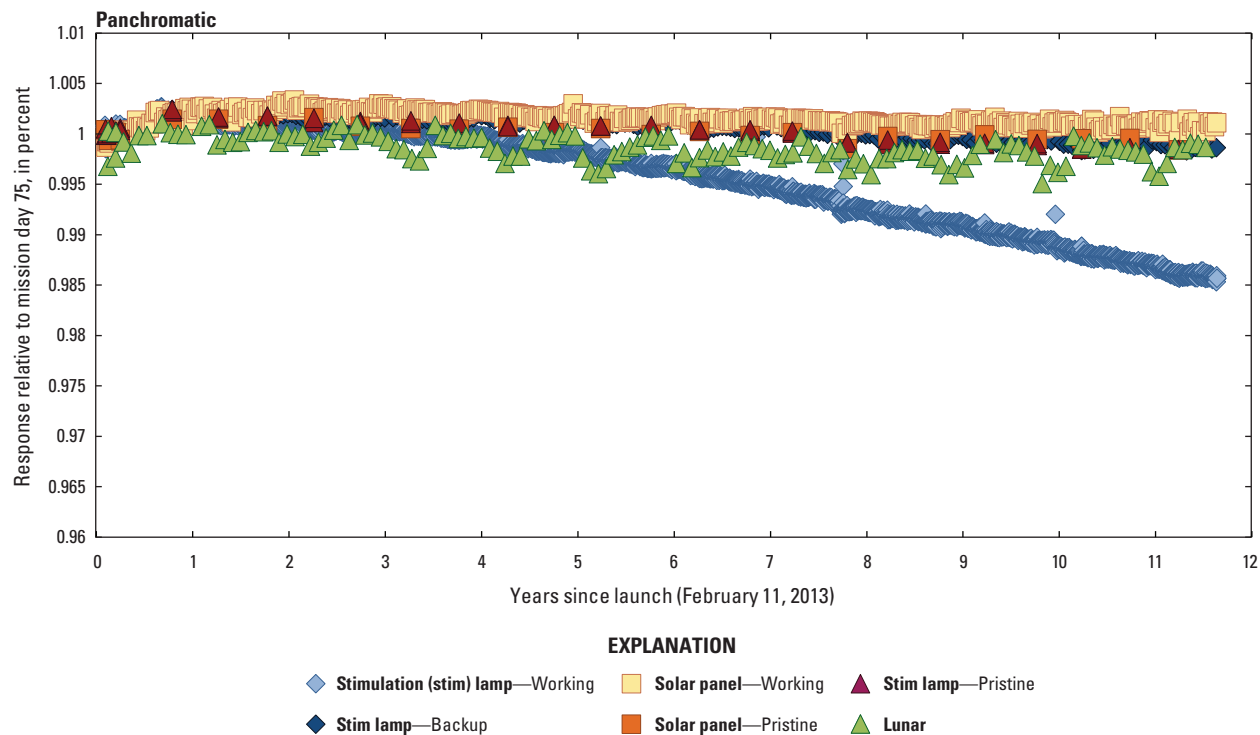 Panchromatic
1.01
1.005
1
0.995
0.99
0.985
0.98
0.975
0.97
0.965
0.96
Response relative to mission day 75, in percent
0 1 2 3 4 5 6 7 8 9 10 11 12
Years since launch (February 11, 2013)
EXPLANATION
Stimulation (stim) lamp—Working
Solar panel—Working
Stim lamp—Pristine
Stim lamp—Backup
Solar panel—Pristine
Lunar